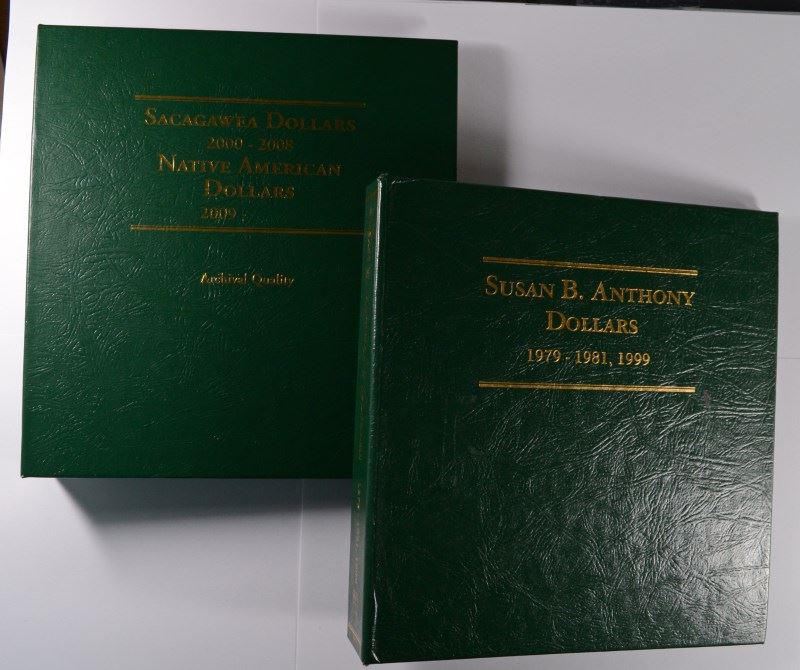 SACAGAWEA DOLLARS
2000 - 2008
NATIVE AMERICAN
DOLLARS
2009 -
Archival Quality
SUSAN B. ANTHONY
DOLLARS
1979 - 1981, 1999